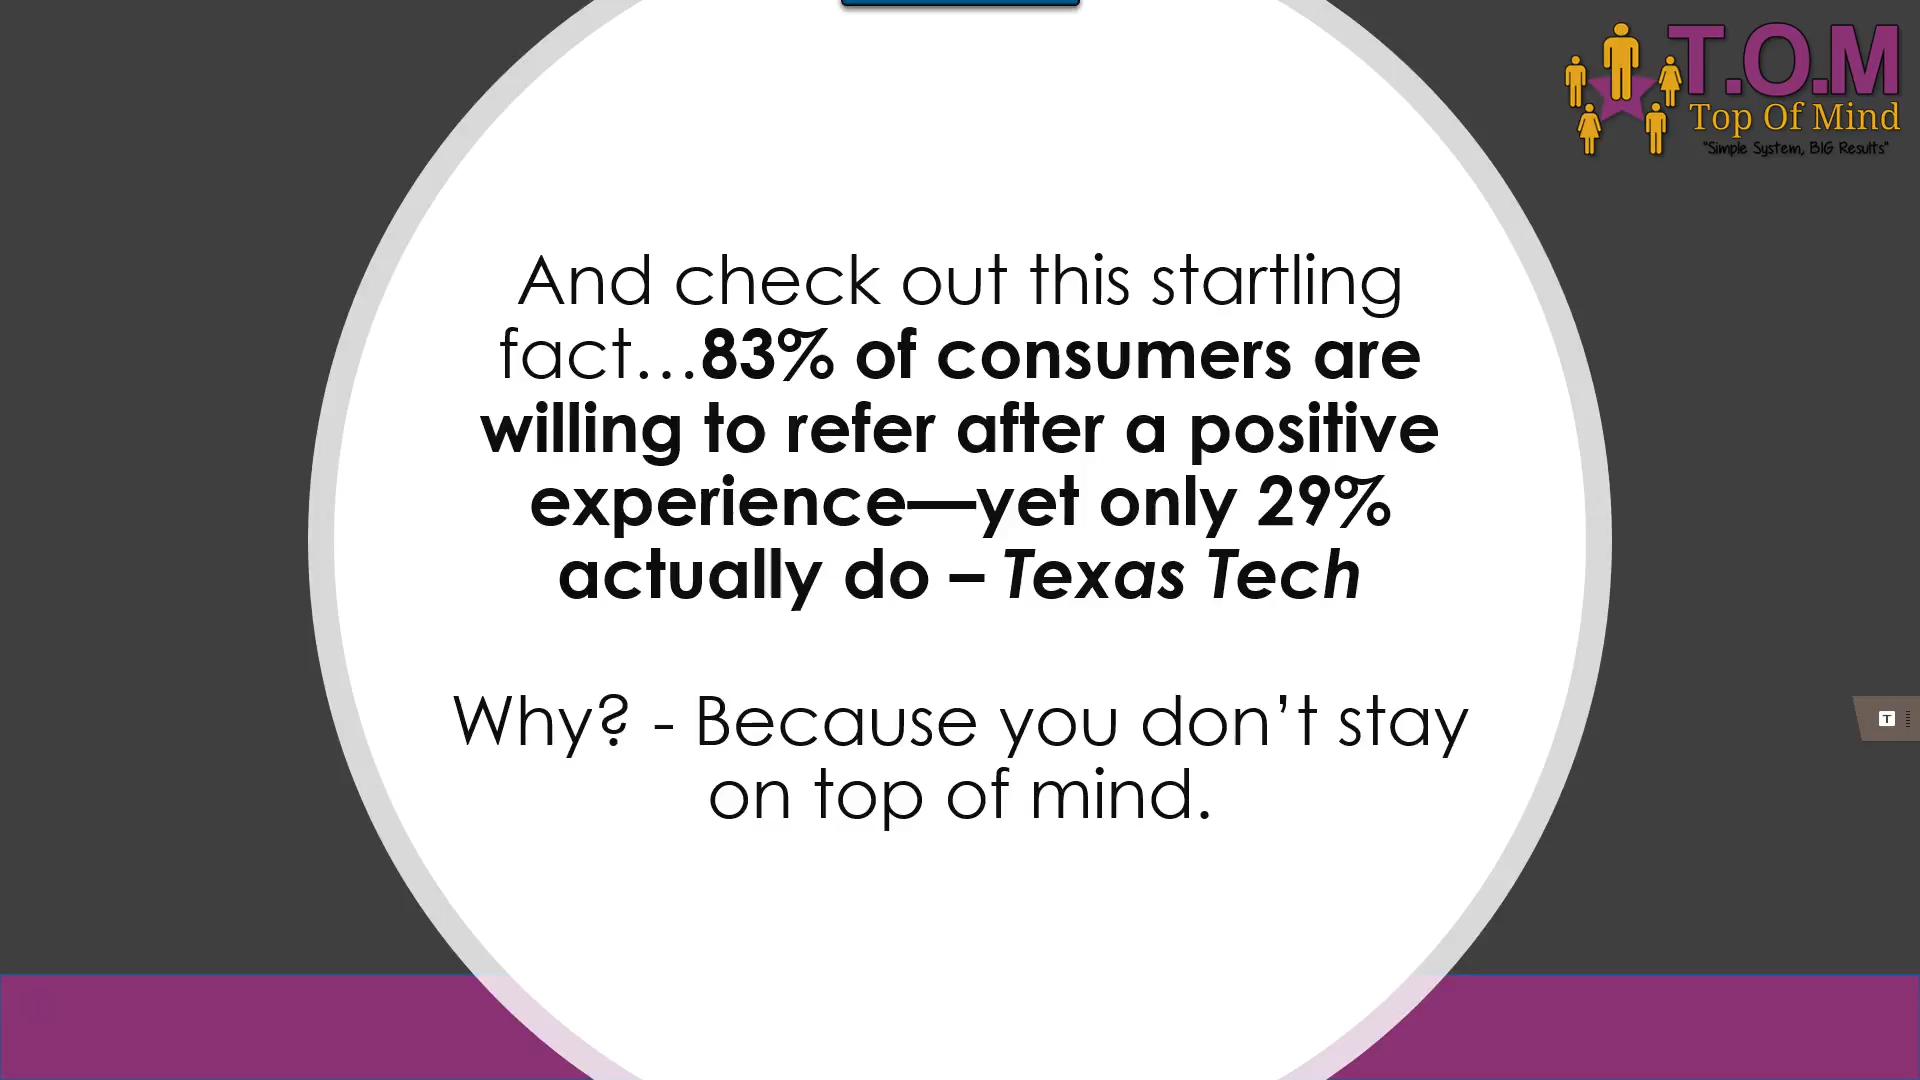 T.O.M
Top Of Mind
"Simple System, BIG Results"
And check out this startling
fact…83% of consumers are
willing to refer after a positive
experience—yet only 29%
actually do – Texas Tech
Why? - Because you don’t stay
on top of mind.
T